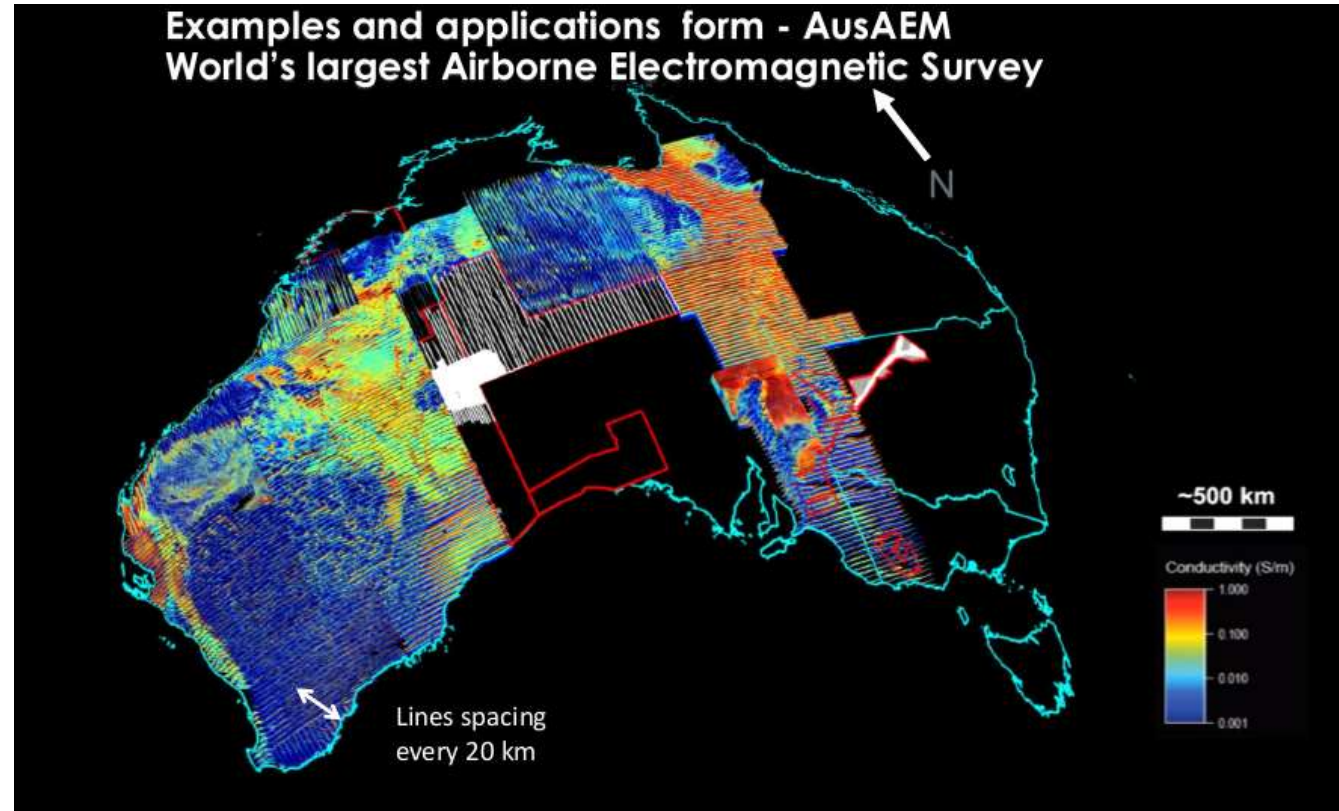 Examples and applications form - AusAEM
World's largest Airborne Electromagnetic Survey
N
~500 km
Conductivity (S/m)
1.000
0.100
0.010
0.001
Lines spacing
every 20 km